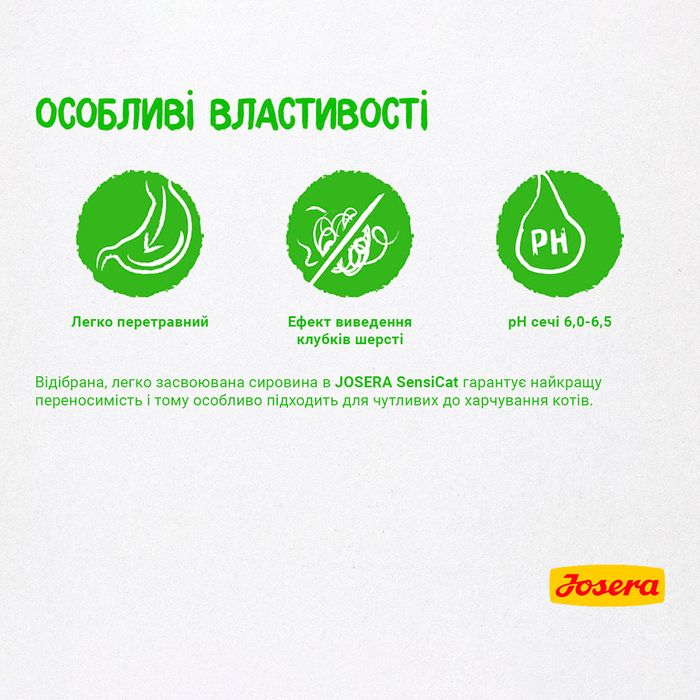 ОСОБЛИВІ ВЛАСТИВОСТІ
PH
Легко перетравний
Ефект виведення
клубків шерсті
pH сечі 6,0-6,5
Відібрана, легко засвоювана сировина в JOSERA SensiCat гарантує найкращу
переносимість і тому особливо підходить для чутливих до харчування котів.
Josera